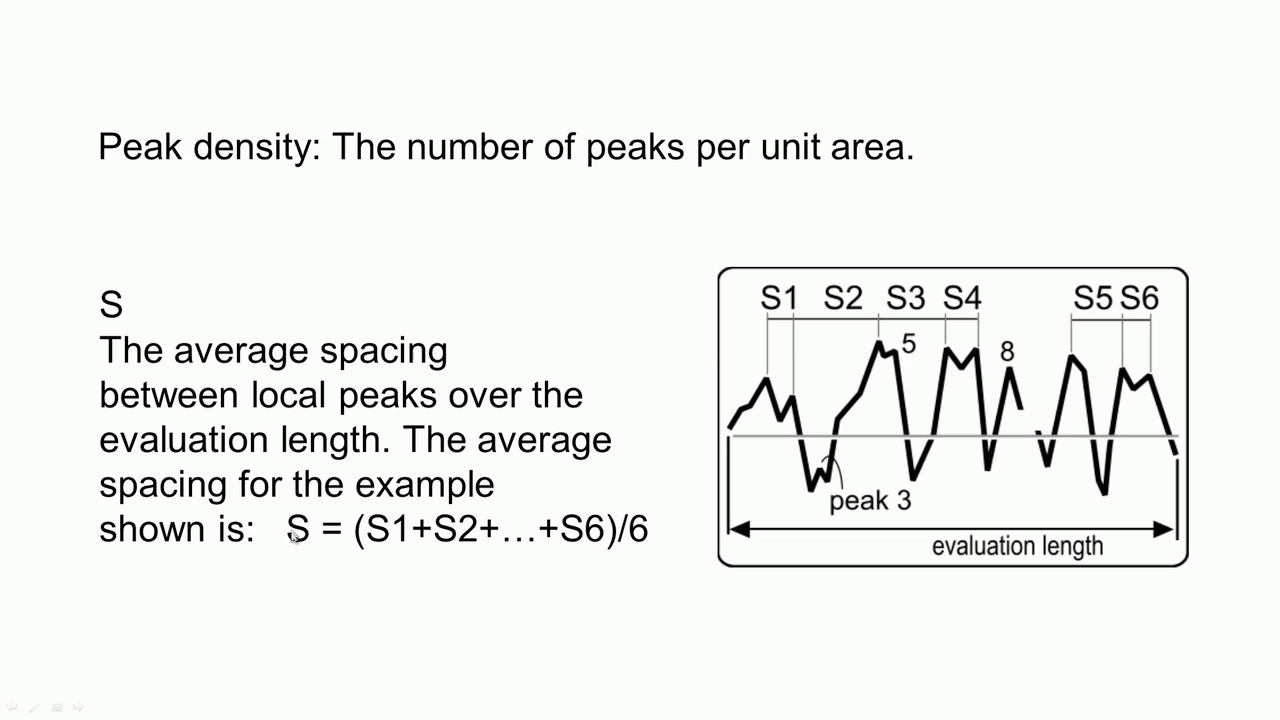 Peak density: The number of peaks per unit area.
S
The average spacing
between local peaks over the
evaluation length. The average
spacing for the example
shown is: S = (S1+S2+…+S6)/6
S1 S2 S3 S4 S5 S6
5
8
peak 3
evaluation length